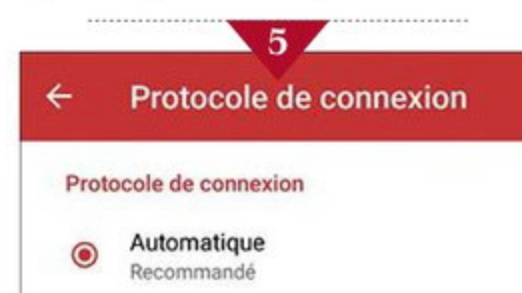 5
Protocole de connexion
Protocole de connexion
Automatique
Recommandé